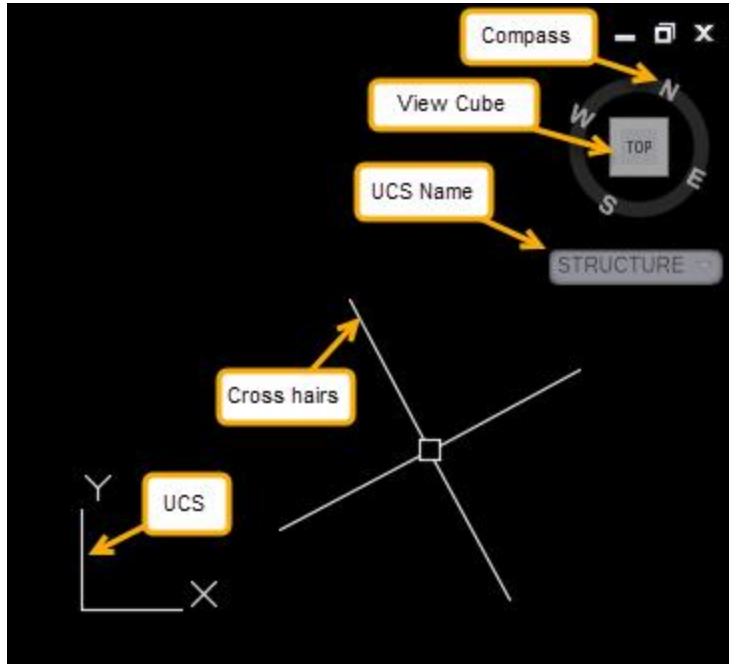 Compass
N
View Cube
W
TOP
E
UCS Name
S
STRUCTURE
Cross hairs
Y
UCS
X